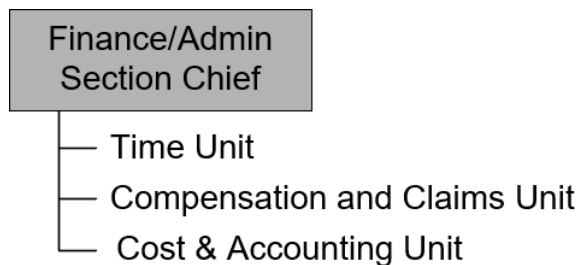 Finance/Admin
Section Chief
Time Unit
Compensation and Claims Unit
Cost & Accounting Unit